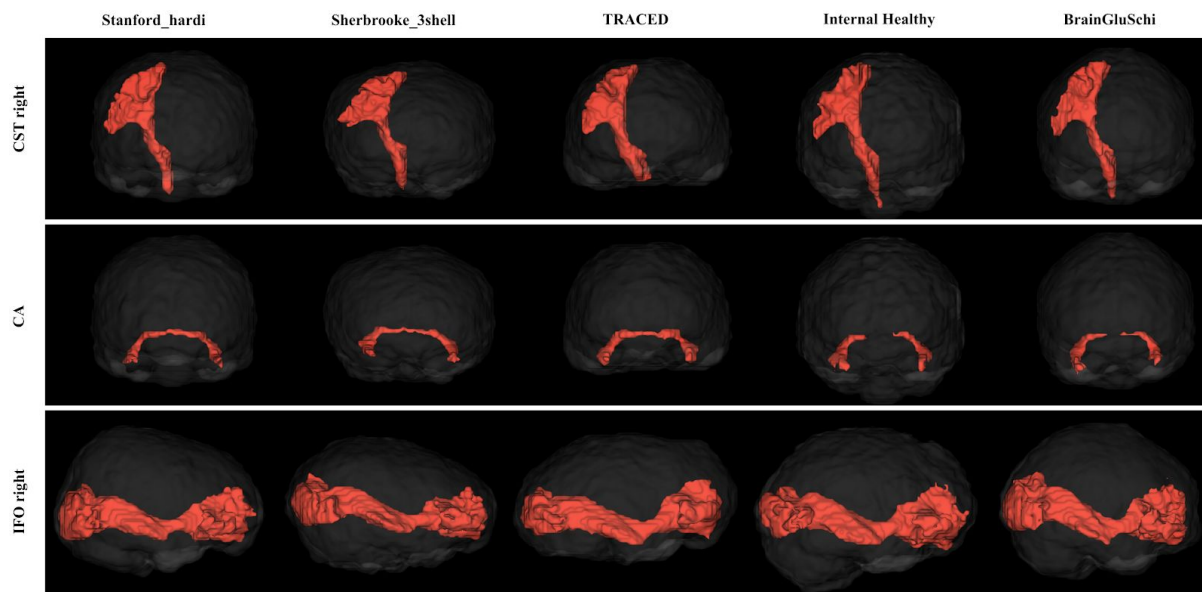 Stanford_hardi
Sherbrooke_3shell
TRACED
Internal Healthy
BrainGluSchi
CST right
CA
IFO right